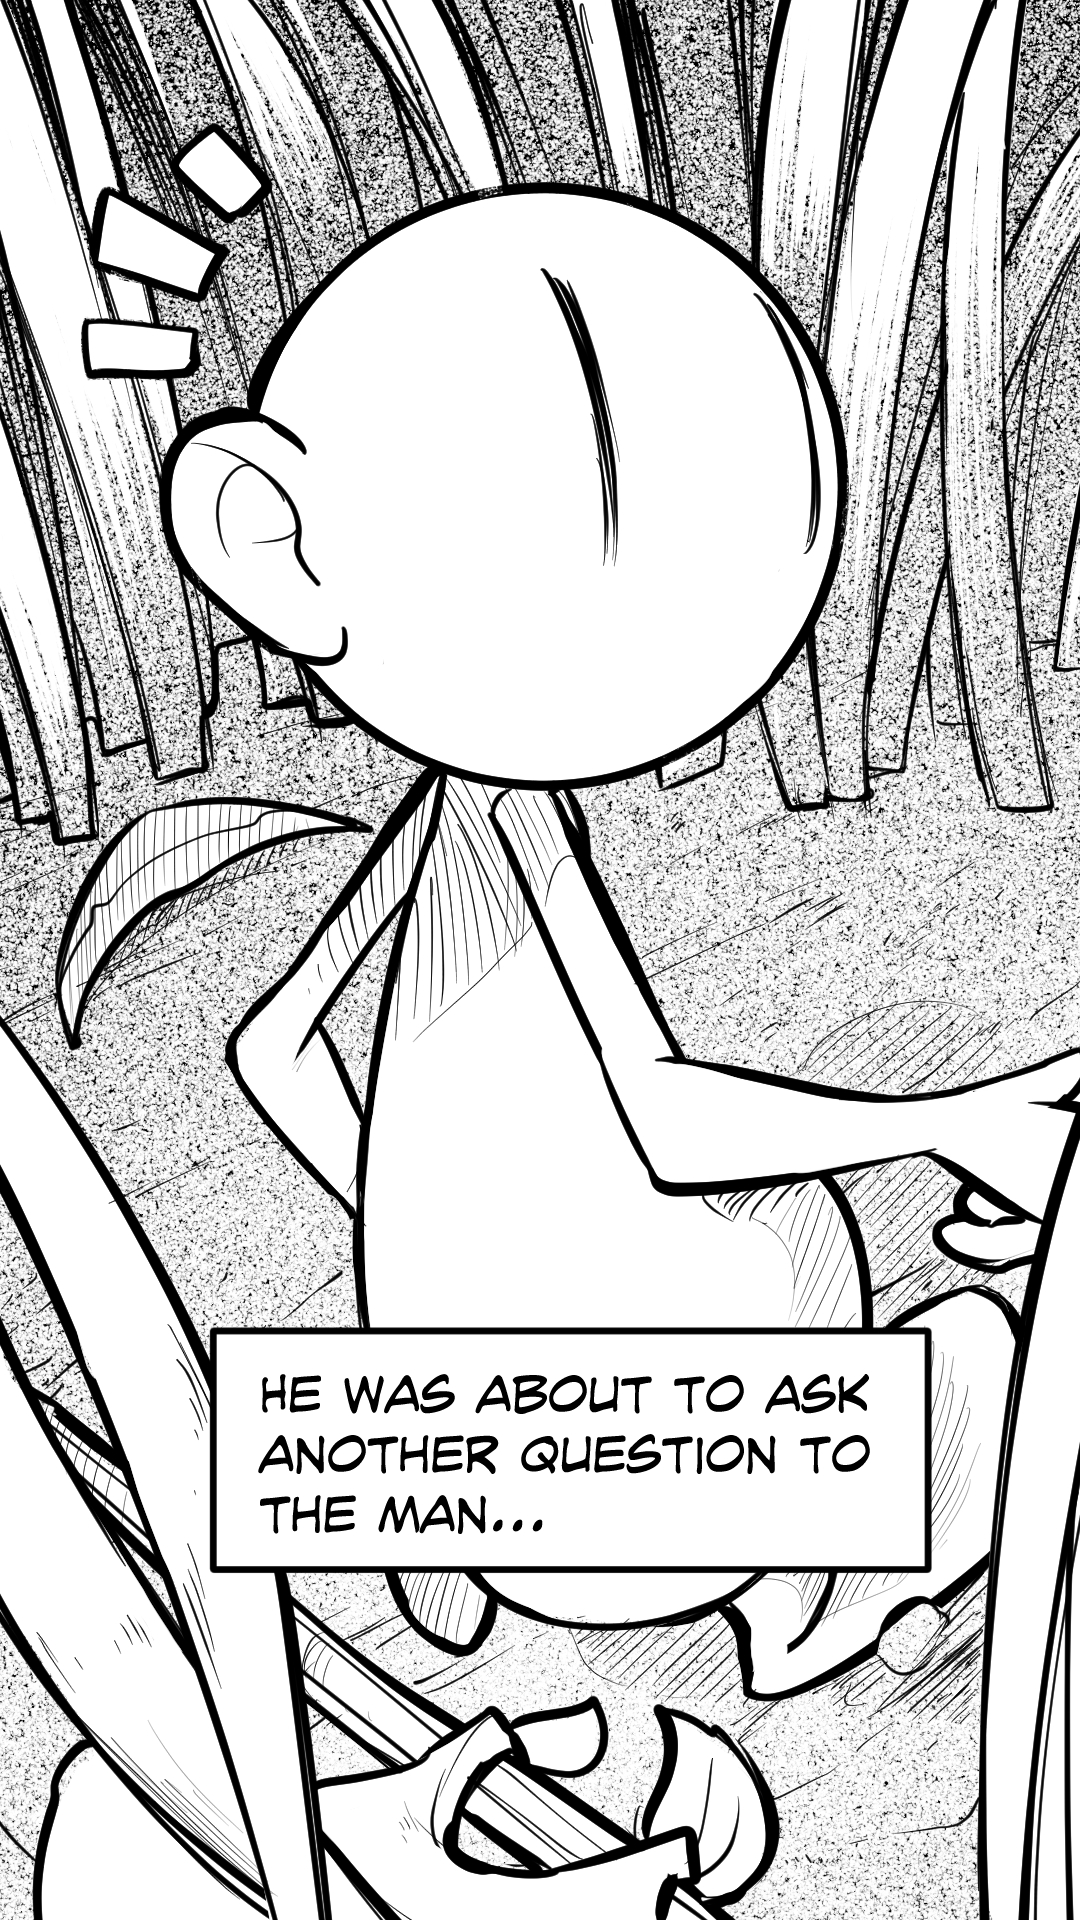 HE WAS ABOUT TO ASK
ANOTHER QUESTION TO
THE MAN...